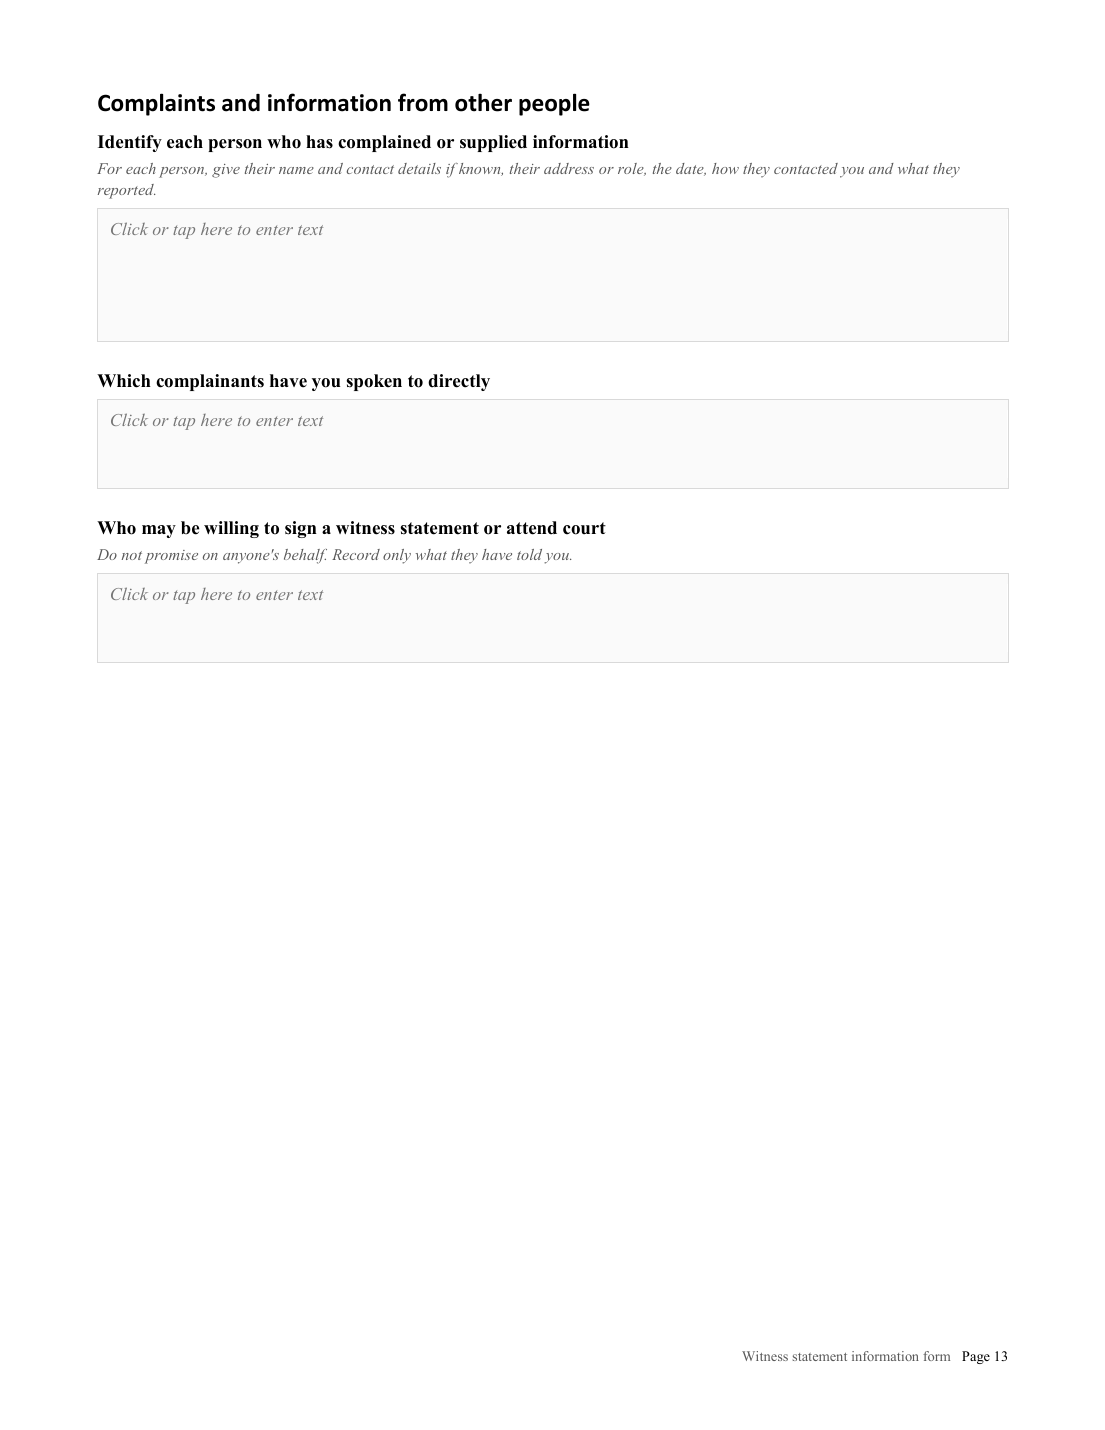 Complaints and information from other people
Identify each person who has complained or supplied information
For each person, give their name and contact details if known, their address or role, the date, how they contacted you and what they
reported.
Click or tap here to enter text
Which complainants have you spoken to directly
Click or tap here to enter text
Who may be willing to sign a witness statement or attend court
Do not promise on anyone's behalf. Record only what they have told you.
Click or tap here to enter text
Witness statement information form Page 13